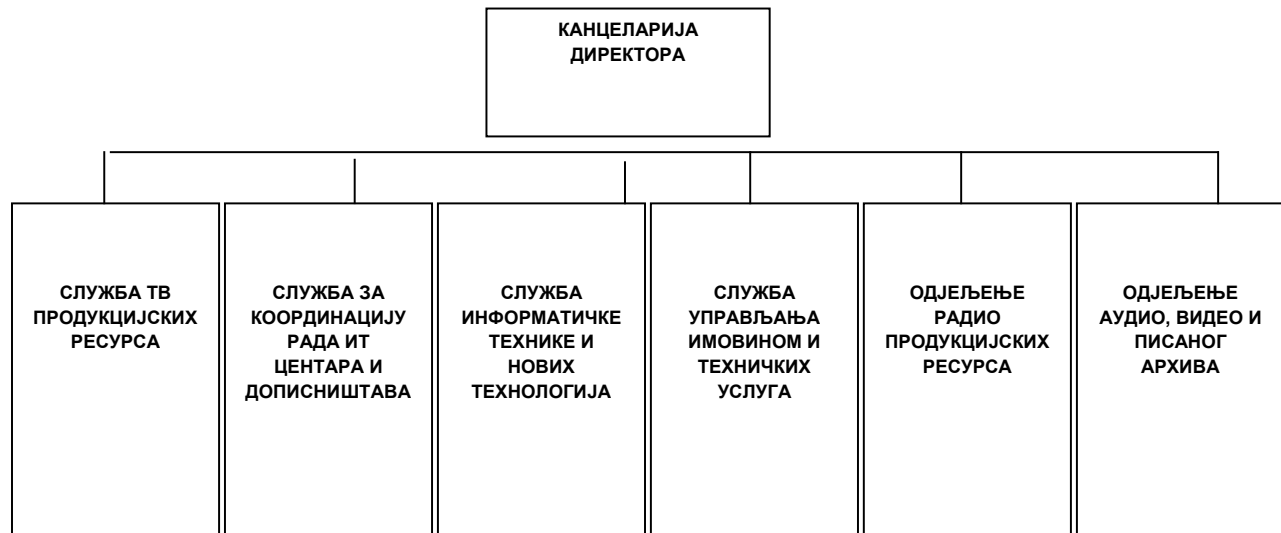 КАНЦЕЛАРИЈА
ДИРЕКТОРА
СЛУЖБА ТВ
ПРОДУКЦИЈСКИХ
РЕСУРСА
СЛУЖБА ЗА
КООРДИНАЦИЈУ
РАДА ИТ
ЦЕНТАРА И
ДОПИСНИШТАВА
СЛУЖБА
ИНФОРМАТИЧКЕ
ТЕХНИКЕ И
НОВИХ
ТЕХНОЛОГИЈА
СЛУЖБА
УПРАВЉАЊА
ИМОВИНОМ И
ТЕХНИЧКИХ
УСЛУГА
ОДЈЕЉЕЊЕ
РАДИО
ПРОДУКЦИЈСКИХ
РЕСУРСА
ОДЈЕЉЕЊЕ
АУДИО, ВИДЕО И
ПИСАНОГ
АРХИВА